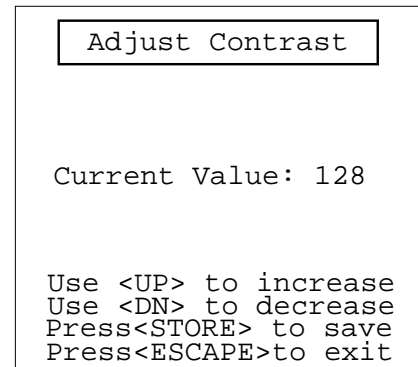 Adjust Contrast
Current Value: 128
Use <UP> to increase
Use <DN> to decrease
Press<STORE> to save
Press<ESCAPE>to exit